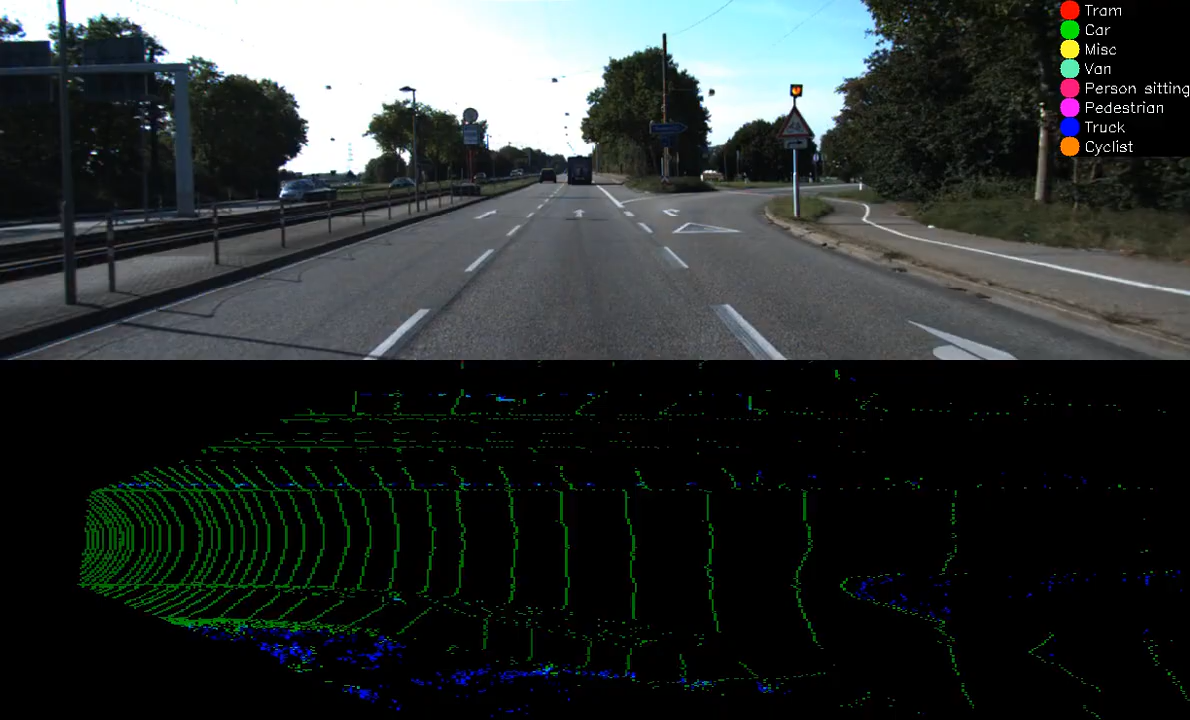 Tram
Car
Misc
Van
Person sitting
Pedestrian
Truck
Cyclist